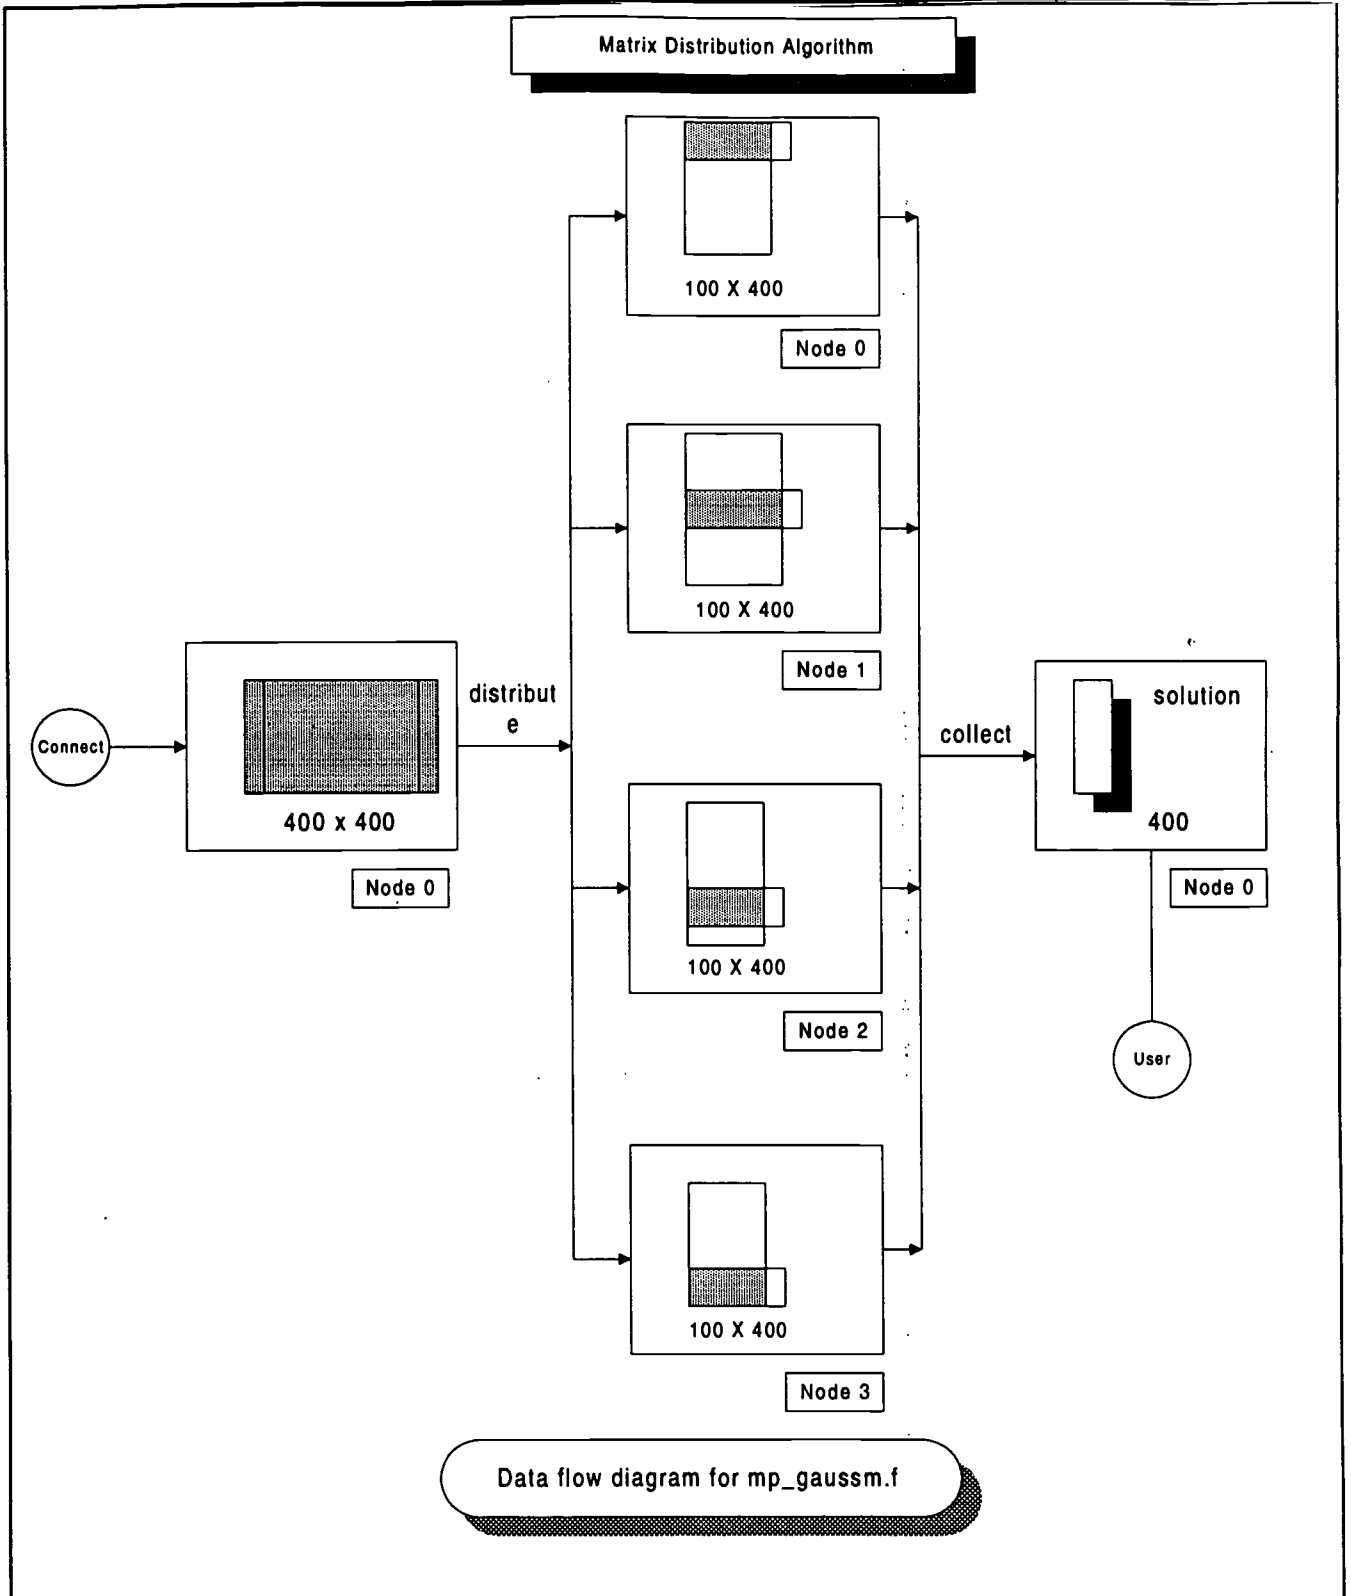 Matrix Distribution Algorithm
100 X 400
Node 0
100 X 400
Node 1
distribut
e
Connect
400 x 400
Node 0
collect
solution
400
Node 0
100 X 400
Node 2
User
100 X 400
Node 3
Data flow diagram for mp_gaussm.f